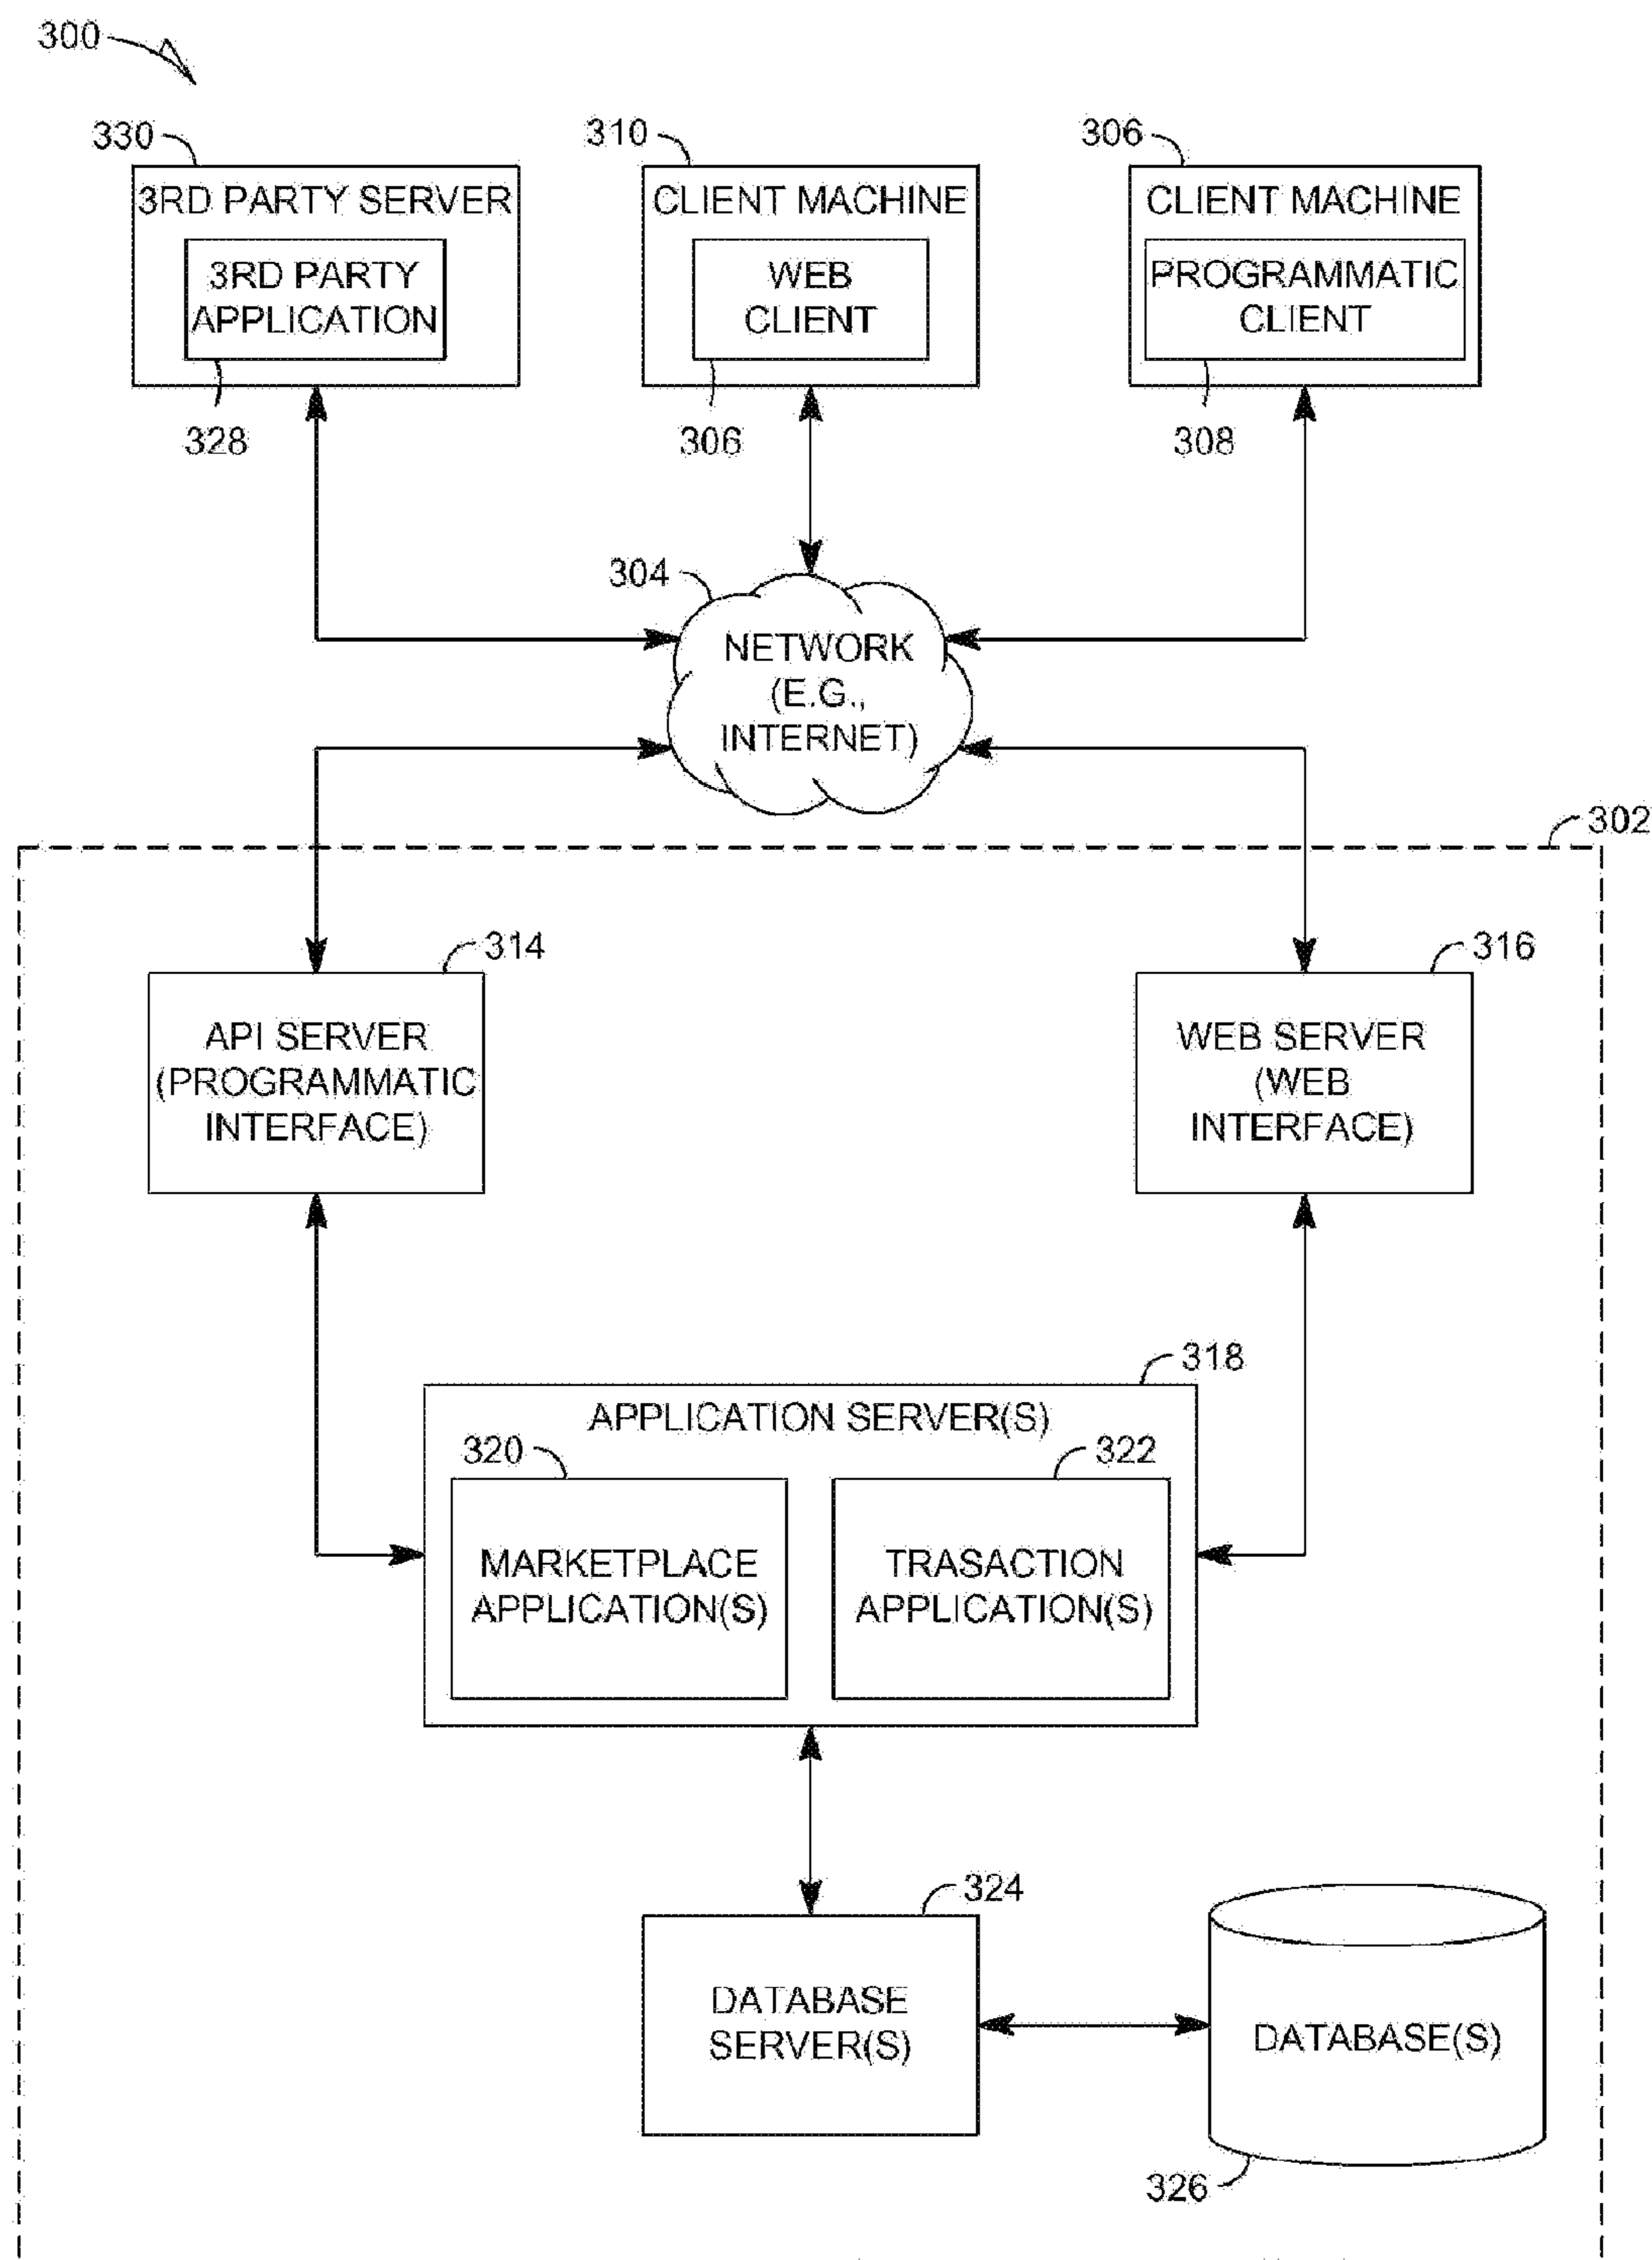 300
330
310
306
3RD PARTY SERVER
CLIENT MACHINE
CLIENT MACHINE
3RD PARTY
APPLICATION
WEB
CLIENT
PROGRAMMATIC
CLIENT
328
306
308
304
NETWORK
(E.G.,
INTERNET)
302
314
316
API SERVER
(PROGRAMMATIC
INTERFACE)
WEB SERVER
(WEB
INTERFACE)
318
APPLICATION SERVER(S)
320
322
MARKETPLACE
APPLICATION(S)
TRASACTION
APPLICATION(S)
324
DATABASE
SERVER(S)
DATABASE(S)
326